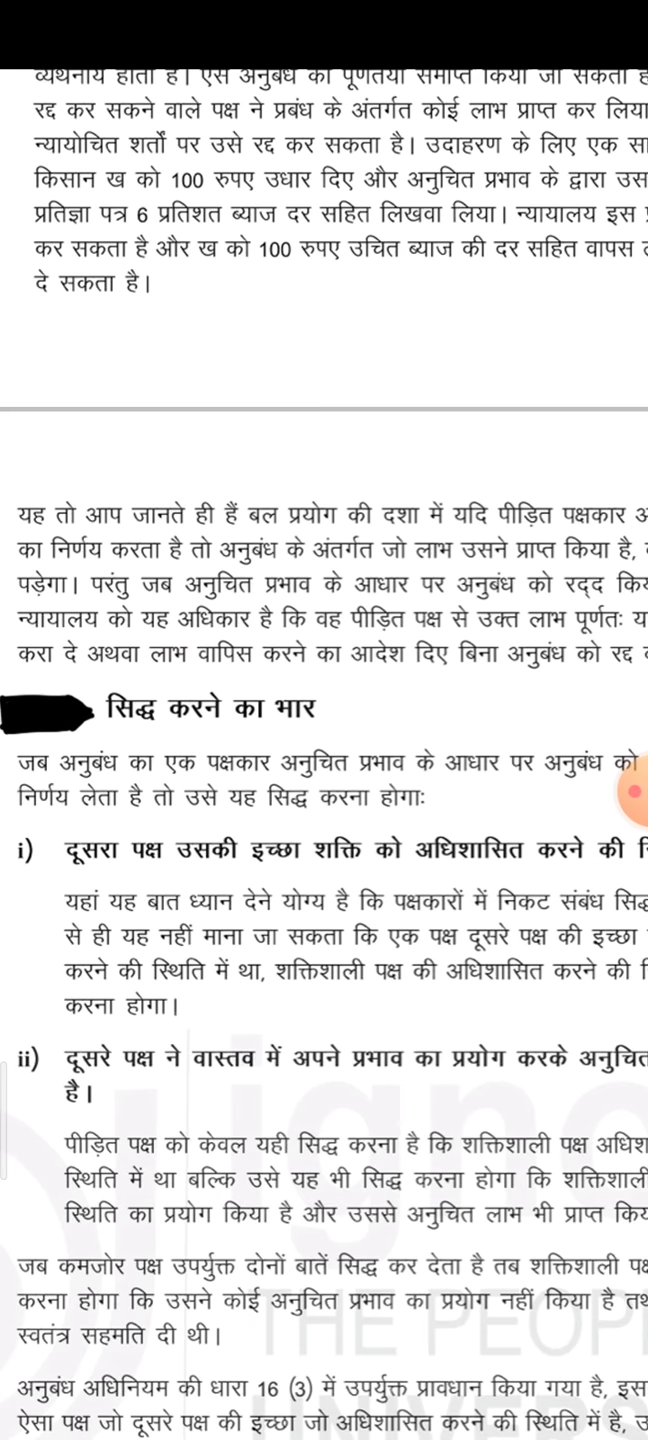 व्यर्थनीय होता है। ऐसे अनुबंध को पूर्णतया समाप्त किया जा सकता
रद्द कर सकने वाले पक्ष ने प्रबंध के अंतर्गत कोई लाभ प्राप्त कर लिया
न्यायोचित शर्तों पर उसे रद्द कर सकता है। उदाहरण के लिए एक
किसान ख को 100 रुपए उधार दिए और अनुचित प्रभाव के द्वारा उस
प्रतिज्ञा पत्र 6 प्रतिशत ब्याज दर सहित लिखवा लिया। न्यायालय इस
कर सकता है और ख को 100 रुपए उचित ब्याज की दर सहित वापस
दे सकता है।
यह तो आप जानते ही हैं बल प्रयोग की दशा में यदि पीड़ित पक्षकार
का निर्णय करता है तो अनुबंध के अंतर्गत जो लाभ उसने प्राप्त किया है,
पड़ेगा। परंतु जब अनुचित प्रभाव के आधार पर अनुबंध को रद्द
न्यायालय को यह अधिकार है कि वह पीड़ित पक्ष से उक्त लाभ पूर्णतः
करा दे अथवा लाभ वापिस करने का आदेश दिए बिना अनुबंध को रद्द
सिद्ध करने का भार
जब अनुबंध का एक पक्षकार अनुचित प्रभाव के आधार पर अनुबंध को
निर्णय लेता है तो उसे यह सिद्ध करना होगाः
i) दूसरा पक्ष उसकी इच्छा शक्ति को अधिशासित करने की
यहां यह बात ध्यान देने योग्य है कि पक्षकारों में निकट संबंध
से ही यह नहीं माना जा सकता कि एक पक्ष दूसरे पक्ष की इच्छा
करने की स्थिति में था, शक्तिशाली पक्ष की अधिशासित करने की
करना होगा।
ii) दूसरे पक्ष ने वास्तव में अपने प्रभाव का प्रयोग करके
है।
पीड़ित पक्ष को केवल यही सिद्ध करना है कि शक्तिशाली पक्ष
स्थिति में था बल्कि उसे यह भी सिद्ध करना होगा कि शक्तिशाली
स्थिति का प्रयोग किया है और उससे अनुचित लाभ भी प्राप्त
जब कमजोर पक्ष उपर्युक्त दोनों बातें सिद्ध कर देता है तब शक्तिशाली
करना होगा कि उसने कोई अनुचित प्रभाव का प्रयोग नहीं किया है
स्वतंत्र सहमति दी थी।
अनुबंध अधिनियम की धारा 16 (3) में उपर्युक्त प्रावधान किया गया है,
ऐसा पक्ष जो दूसरे पक्ष की इच्छा जो अधिशासित करने की स्थिति में है,